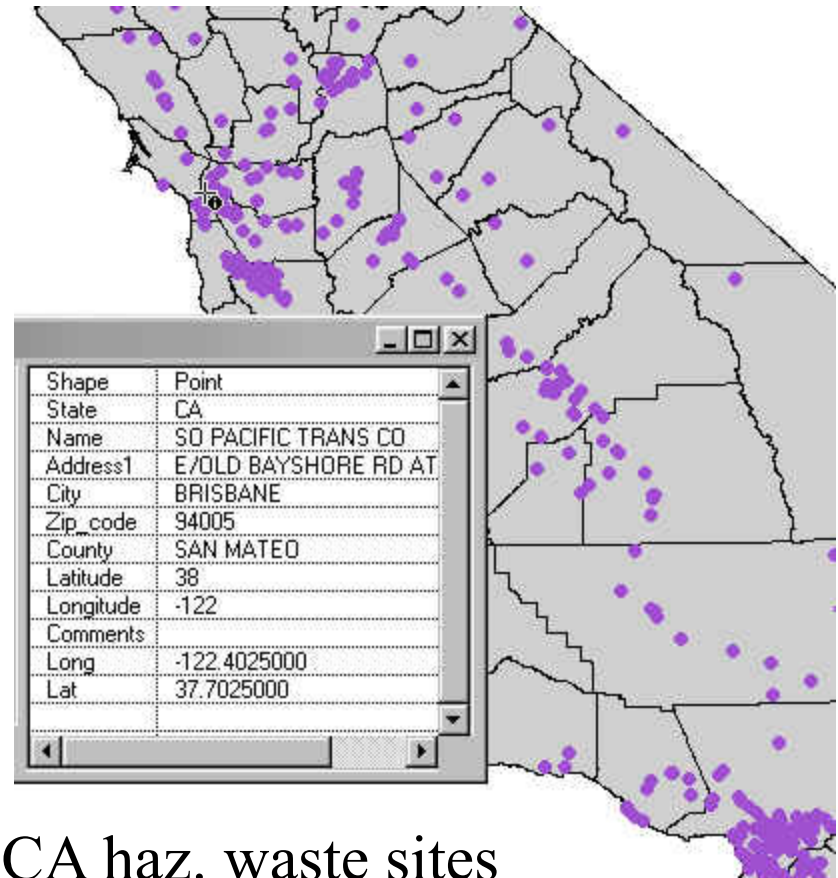 Shape Point
State CA
Name SO PACIFIC TRANS CO
Address1 E/OLD BAYSHORE RD AT
City BRISBANE
Zip_code 94005
County SAN MATEO
Latitude 38
Longitude -122
Comments
Long -122.4025000
Lat 37.7025000
CA haz. waste sites